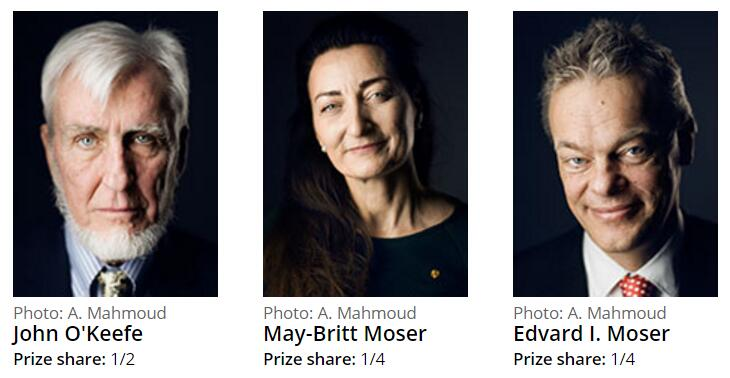 Photo: A. Mahmoud
John O'Keefe
Prize share: 1/2
Photo: A. Mahmoud
May-Britt Moser
Prize share: 1/4
Photo: A. Mahmoud
Edvard I. Moser
Prize share: 1/4